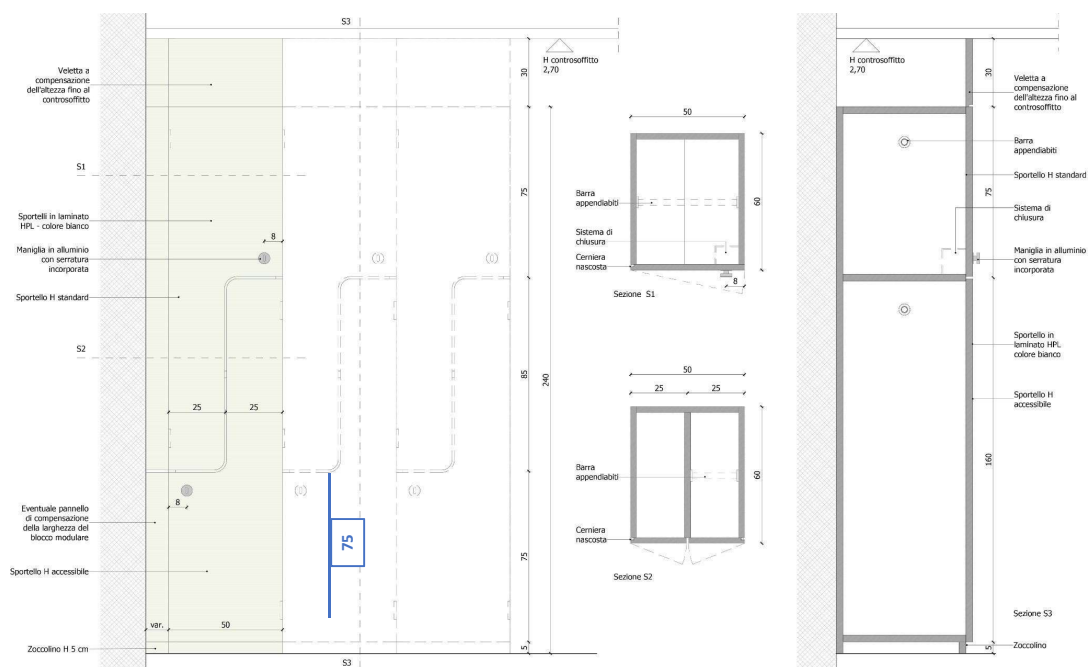 S3
H controsoffitto
2,70
30
Veletta a
compensazione
dell'altezza fino al
controsoffitto
S1
75
Sportelli in laminato
HPL - colore bianco
8
Maniglia in alluminio
con serratura
incorporata
Sportello H standard
S2
85
240
25
25
8
Eventuale pannello
di compensazione
della larghezza del
blocco modulare
75
75
Sportello H accessibile
var.
50
Zoccolino H 5 cm
5
S3
50
60
Barra
appendiabiti
Sistema di
chiusura
Cerniera
nascosta
8
Sezione S1
50
25
25
60
Barra
appendiabiti
Cerniera
nascosta
Sezione S2
H controsoffitto
2,70
30
Veletta a
compensazione
dell'altezza fino al
controsoffitto
Barra
appendiabiti
Sportello H standard
75
Sistema di
chiusura
Maniglia in alluminio
con serratura
incorporata
Sportello in
laminato HPL
colore bianco
Sportello H
accessibile
160
Sezione S3
5
Zoccolino